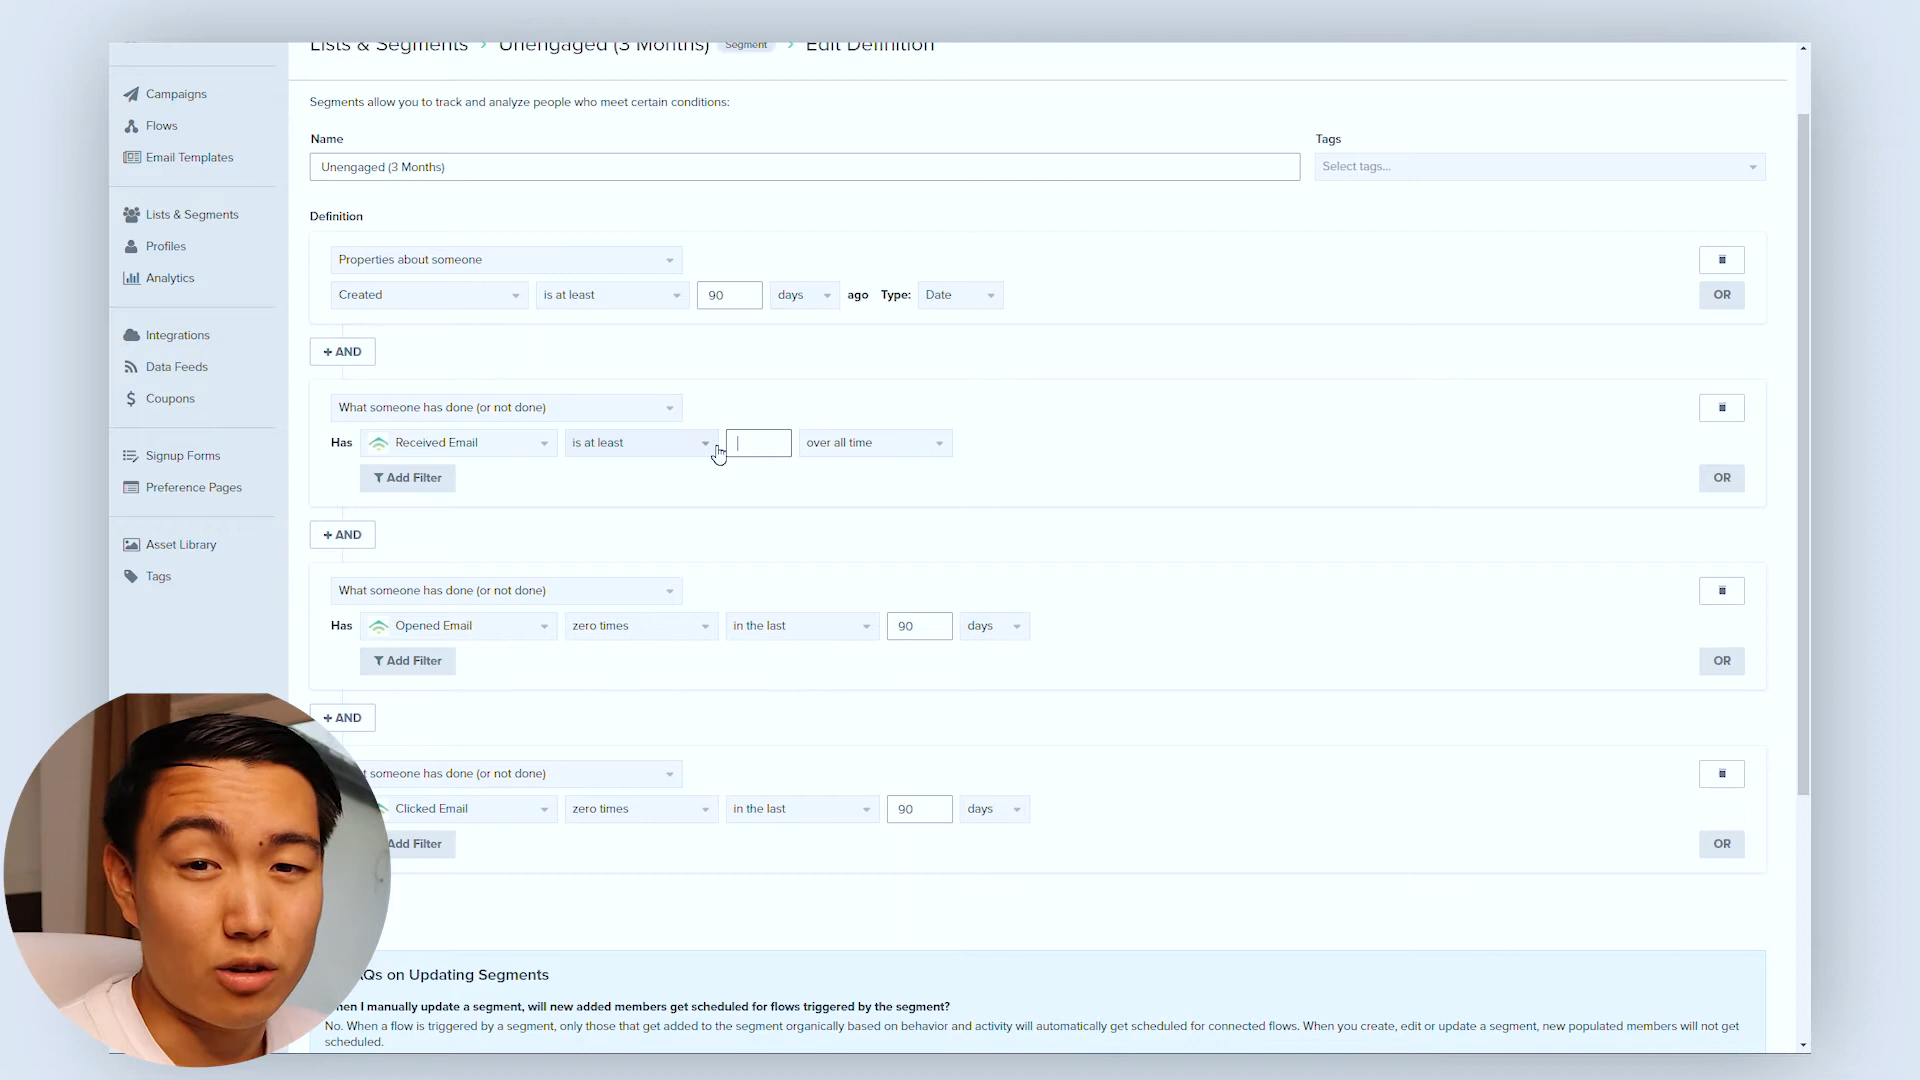 Lists & Segments > Unengaged (3 Months) Segment > Edit Definition
Campaigns
Flows
Email Templates
Lists & Segments
Profiles
Analytics
Integrations
Data Feeds
Coupons
Signup Forms
Preference Pages
Asset Library
Tags
Segments allow you to track and analyze people who meet certain conditions:
Name
Unengaged (3 Months)
Tags
Select tags...
Definition
Properties about someone
Created is at least 90 days ago Type: Date
OR
+ AND
What someone has done (or not done)
Has Received Email is at least over all time
Add Filter
OR
+ AND
What someone has done (or not done)
Has Opened Email zero times in the last 90 days
Add Filter
OR
+ AND
someone has done (or not done)
Clicked Email zero times in the last 90 days
Add Filter
OR
on Updating Segments
I manually update a segment, will new added members get scheduled for flows triggered by the segment?
No. When a flow is triggered by a segment, only those that get added to the segment organically based on behavior and activity will automatically get scheduled for connected flows. When you create, edit or update a segment, new populated members will not get
scheduled.